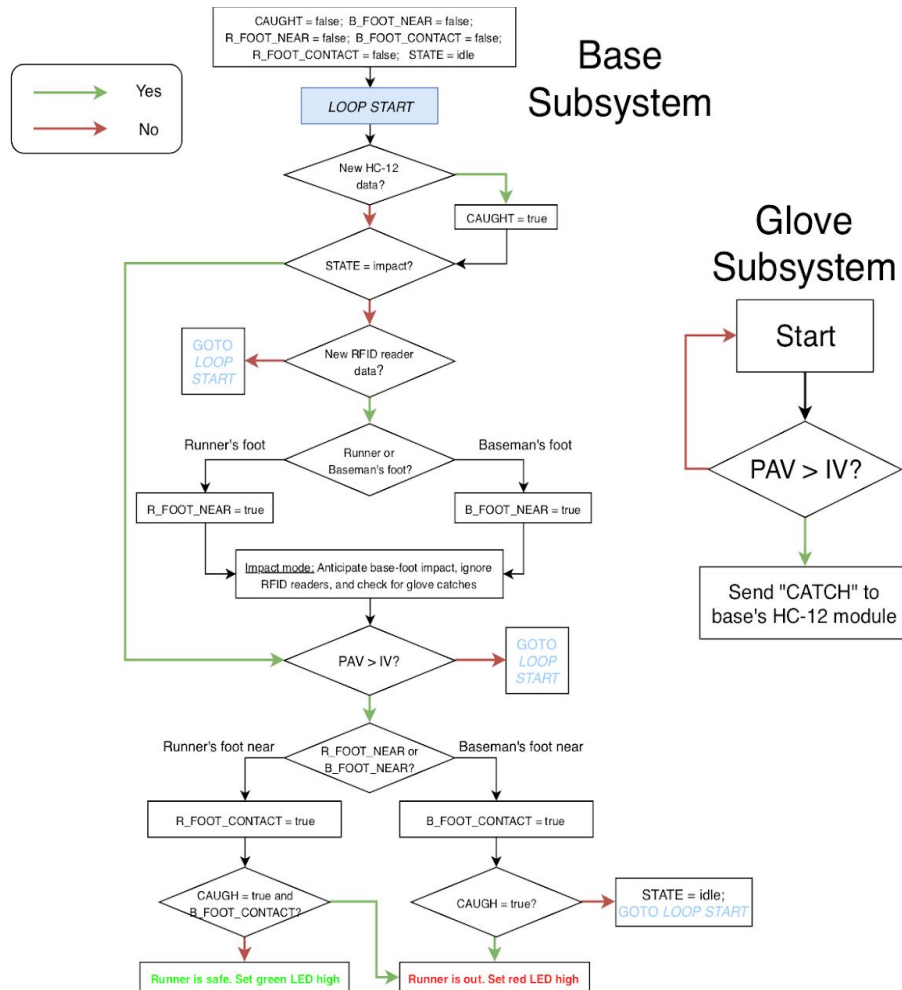 CAUGHT = false; B_FOOT_NEAR = false;
R_FOOT_NEAR = false; B_FOOT_CONTACT = false;
R_FOOT_CONTACT = false; STATE = idle
Base
Subsystem
Yes
No
LOOP START
New HC-12
data?
CAUGHT = true
STATE = impact?
GOTO
LOOP
START
New RFID reader
data?
Runner's foot
Runner or
Baseman's foot?
Baseman's foot
R_FOOT_NEAR = true
B_FOOT_NEAR = true
Impact mode: Anticipate base-foot impact, ignore
RFID readers, and check for glove catches
PAV > IV?
GOTO
LOOP
START
Runner's foot near
R_FOOT_NEAR or
B_FOOT_NEAR?
Baseman's foot near
R_FOOT_CONTACT = true
B_FOOT_CONTACT = true
CAUGH = true and
B_FOOT_CONTACT?
CAUGH = true?
STATE = idle;
GOTO LOOP START
Runner is safe. Set green LED high
Runner is out. Set red LED high
Glove
Subsystem
Start
PAV > IV?
Send "CATCH" to
base's HC-12 module